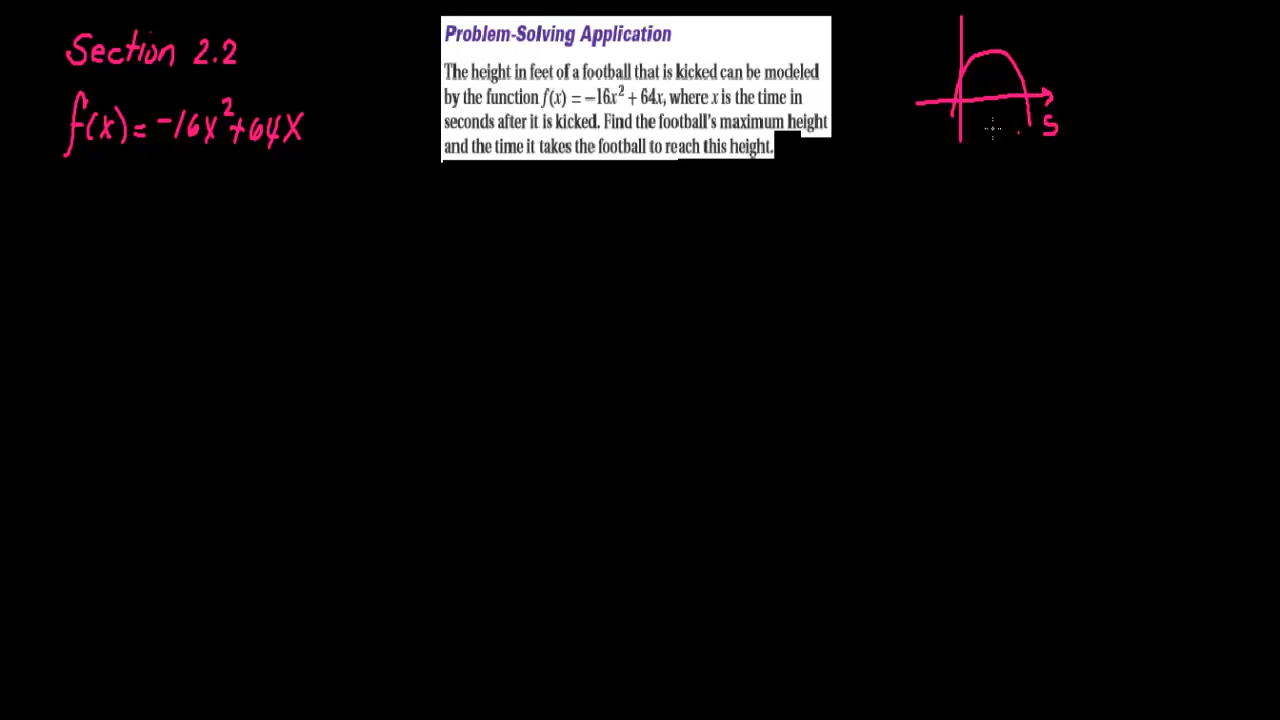 Section 2.2
f(x) = -16x²+64x
Problem-Solving Application
The height in feet of a football that is kicked can be modeled
by the function f(x) = −16x² + 64x, where x is the time in
seconds after it is kicked. Find the football's maximum height
and the time it takes the football to reach this height.
S